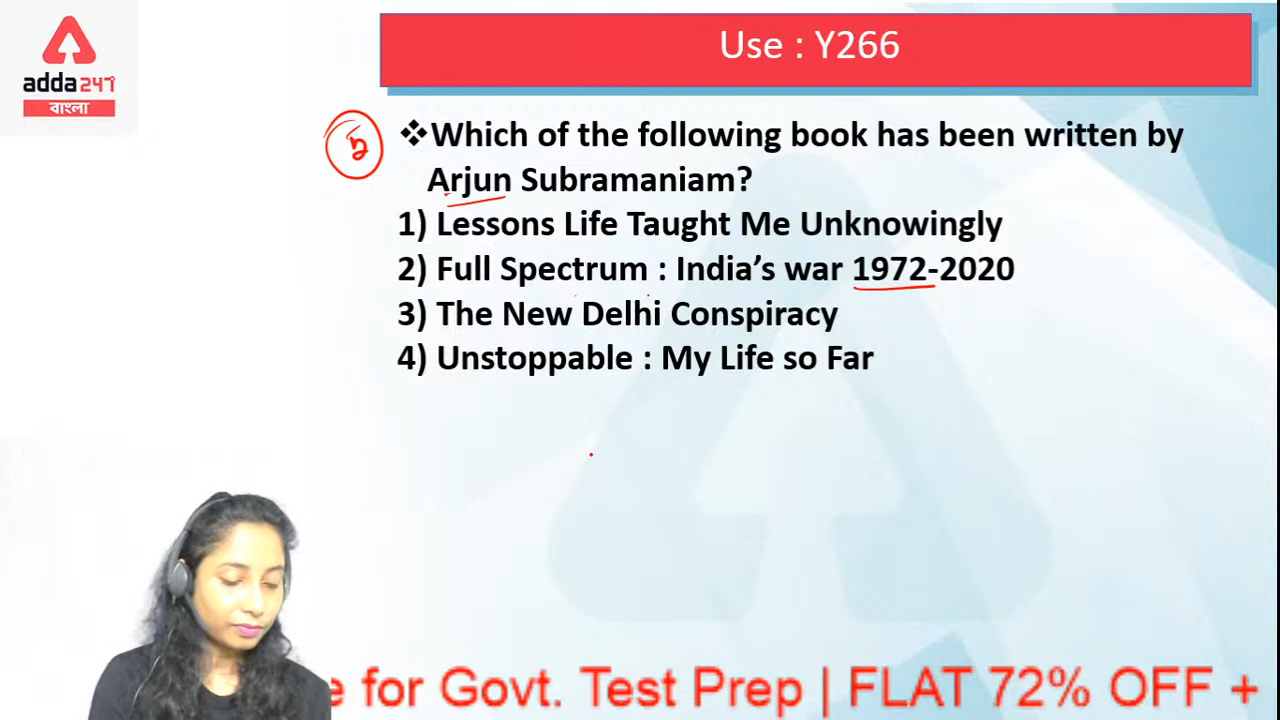 adda247
বাংলা
Use : Y266
❖Which of the following book has been written by
Arjun Subramaniam?
1) Lessons Life Taught Me Unknowingly
2) Full Spectrum : India’s war 1972-2020
3) The New Delhi Conspiracy
4) Unstoppable : My Life so Far
e for Govt. Test Prep | FLAT 72% OFF +